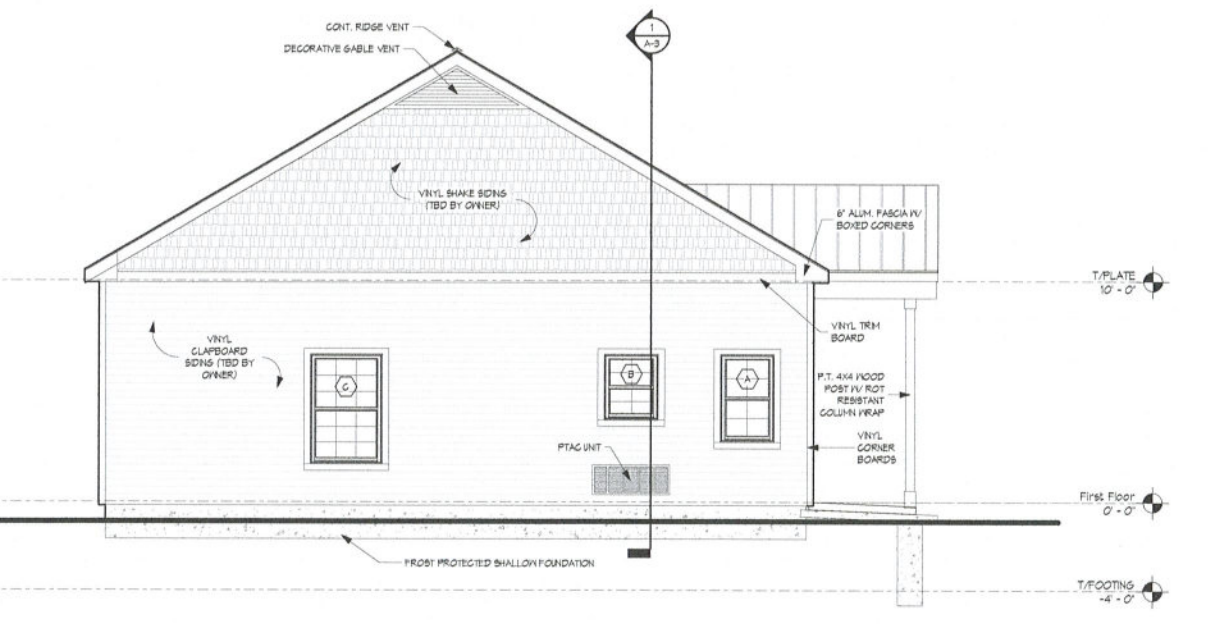 CONT. RIDGE VENT
DECORATIVE GABLE VENT
1
A-3
VINYL SHAKE SIDING
(TBD BY OWNER)
6" ALUM. FASCIA W/
BOXED CORNERS
T/PLATE
10' - 0"
VINYL TRIM
BOARD
VINYL
CLAPBOARD
SIDING (TBD BY
OWNER)
C
B
A
P.T. 4X4 WOOD
POST W/ ROT
RESISTANT
COLUMN WRAP
PTAC UNIT
VINYL
CORNER
BOARDS
First Floor
0' - 0"
FROST PROTECTED SHALLOW FOUNDATION
T/FOOTING
-4' - 0"